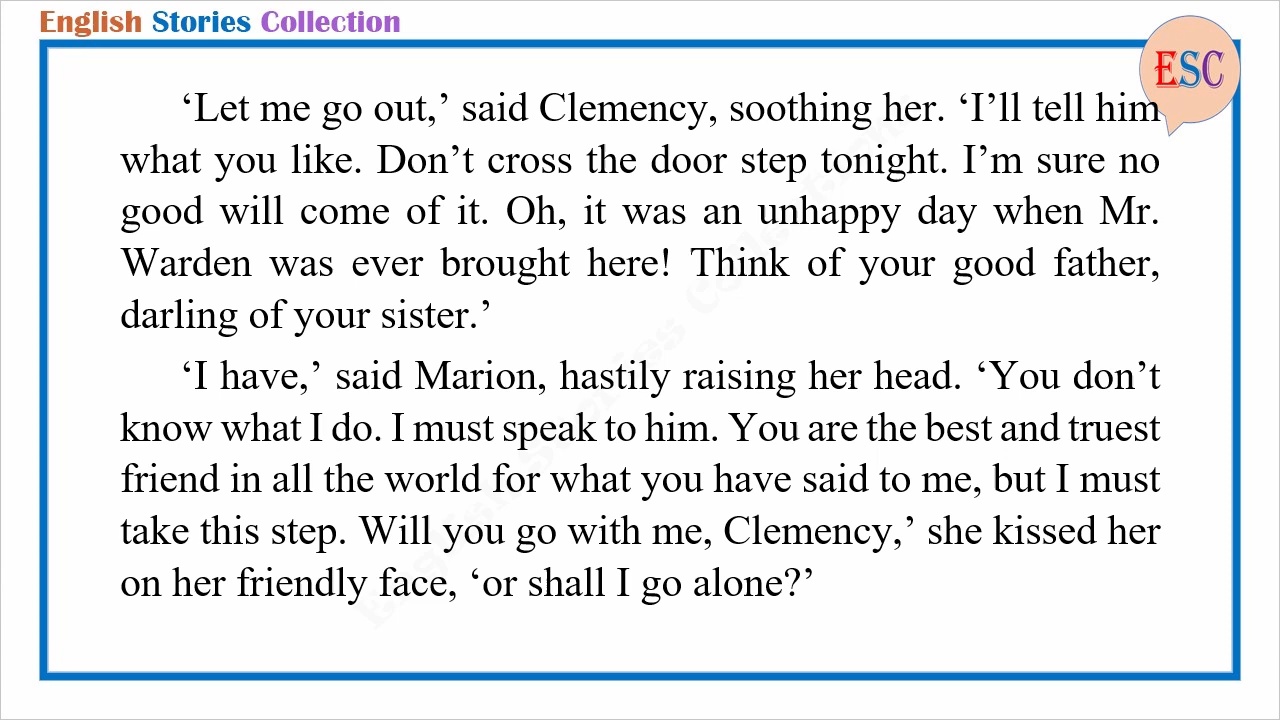 English Stories Collection
ESC
‘Let me go out,’ said Clemency, soothing her. ‘I’ll tell him
what you like. Don’t cross the door step tonight. I’m sure no
good will come of it. Oh, it was an unhappy day when Mr.
Warden was ever brought here! Think of your good father,
darling of your sister.’
‘I have,’ said Marion, hastily raising her head. ‘You don’t
know what I do. I must speak to him. You are the best and truest
friend in all the world for what you have said to me, but I must
take this step. Will you go with me, Clemency,’ she kissed her
on her friendly face, ‘or shall I go alone?’
English Stories Collection